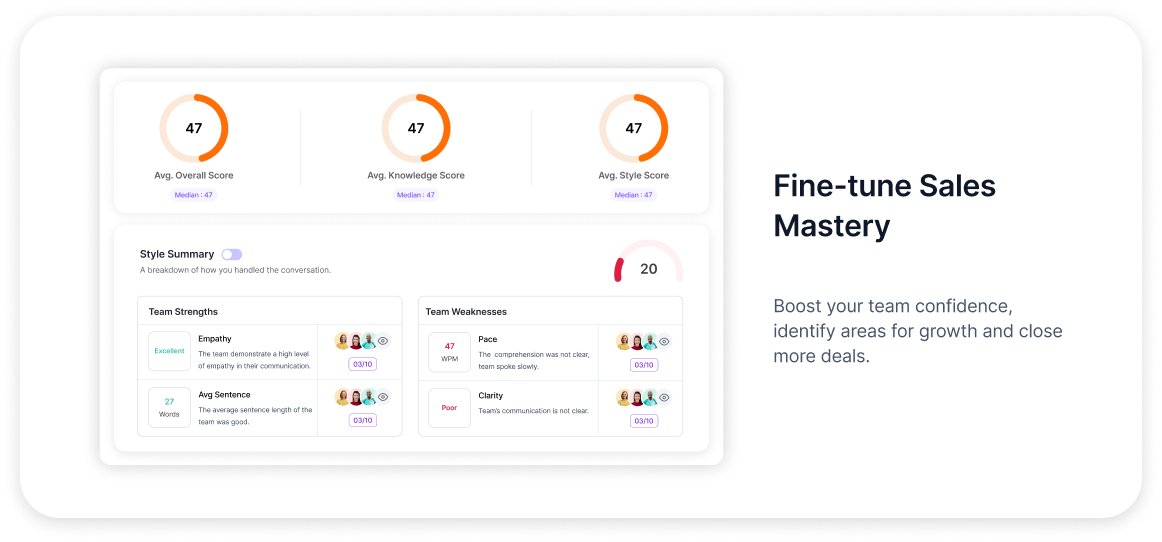 47
Avg. Overall Score
Median : 47
47
Avg. Knowledge Score
Median : 47
47
Avg. Style Score
Median : 47
Style Summary
A breakdown of how you handled the conversation.
20
Team Strengths
Excellent
Empathy
The team demonstrate a high level
of empathy in their communication.
03/10
27
Words
Avg Sentence
The average sentence length of the
team was good.
03/10
Team Weaknesses
47
WPM
Pace
The comprehension was not clear,
team spoke slowly.
03/10
Poor
Clarity
Team's communication is not clear.
03/10
Fine-tune Sales
Mastery
Boost your team confidence,
identify areas for growth and close
more deals.